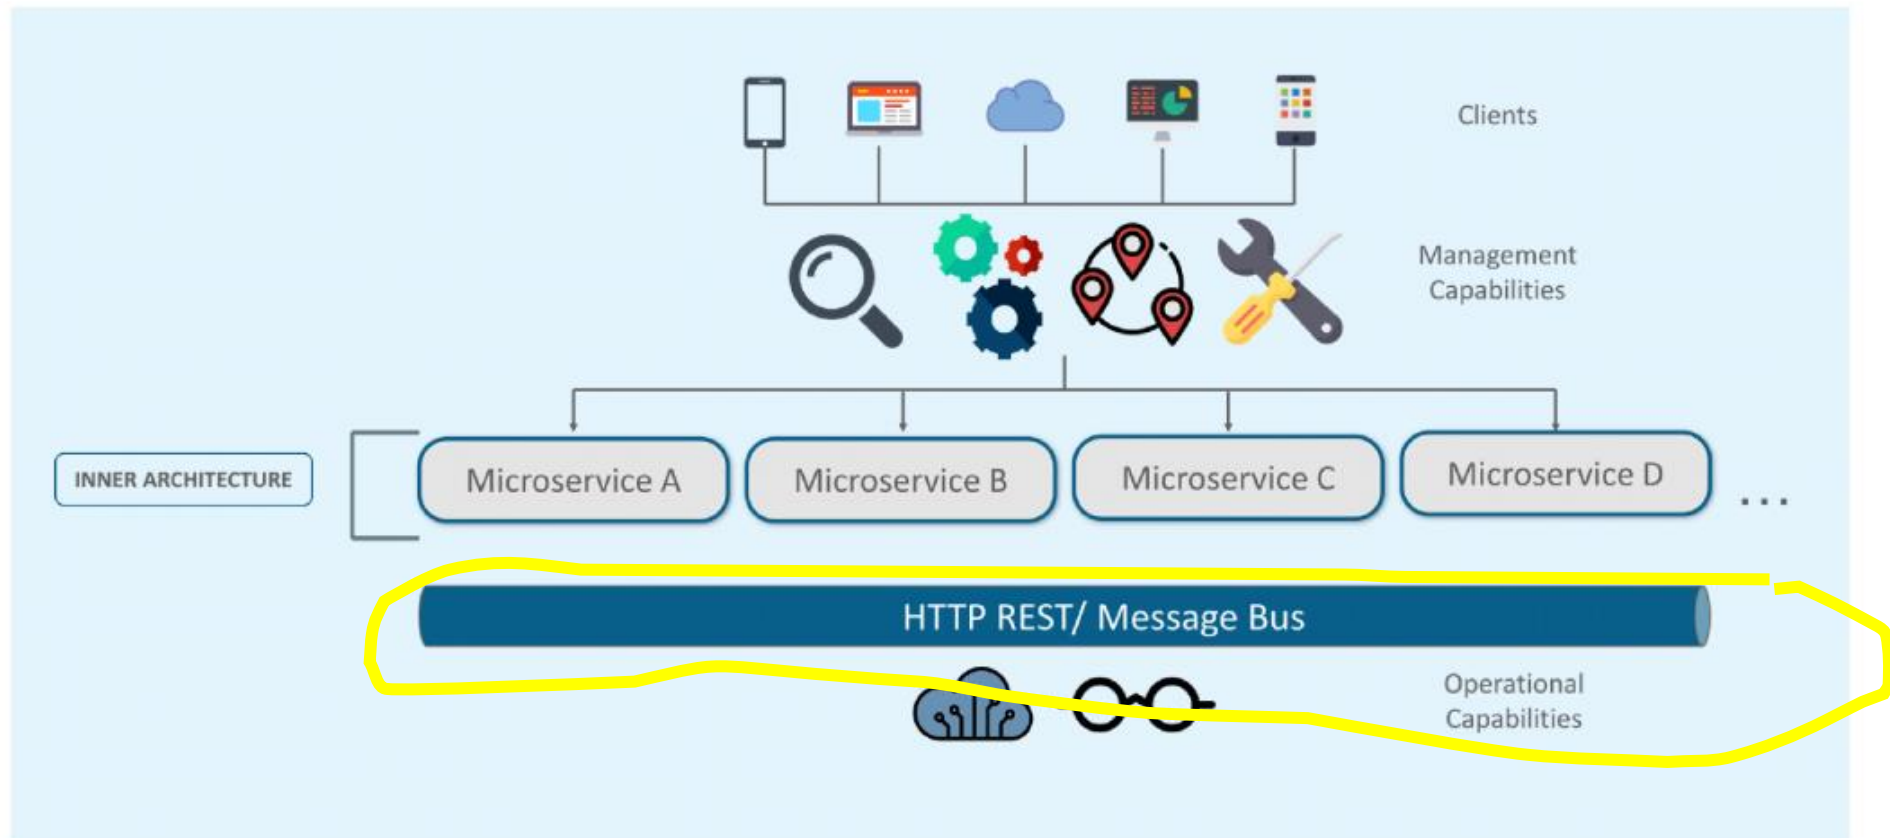 Clients
Management
Capabilities
INNER ARCHITECTURE
Microservice A
Microservice B
Microservice C
Microservice D
...
HTTP REST/ Message Bus
Operational
Capabilities